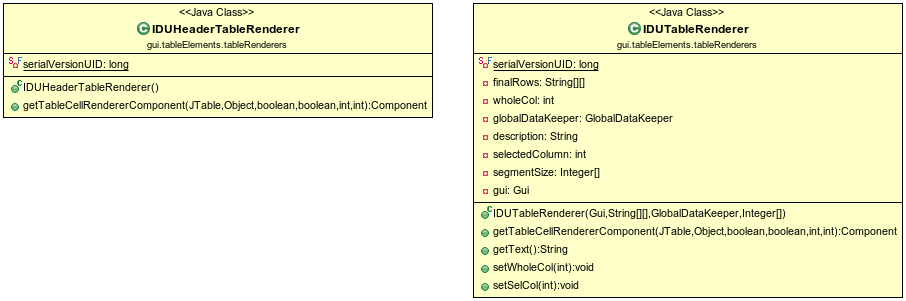 <<Java Class>>
IDUHeaderTableRenderer
gui.tableElements.tableRenderers
serialVersionUID: long
IDUHeaderTableRenderer()
getTableCellRendererComponent(JTable,Object,boolean,boolean,int,int):Component
<<Java Class>>
IDUTableRenderer
gui.tableElements.tableRenderers
serialVersionUID: long
finalRows: String[][]
wholeCol: int
globalDataKeeper: GlobalDataKeeper
description: String
selectedColumn: int
segmentSize: Integer[]
gui: Gui
IDUTableRenderer(Gui,String[][],GlobalDataKeeper,Integer[])
getTableCellRendererComponent(JTable,Object,boolean,boolean,int,int):Component
getText():String
setWholeCol(int):void
setSelCol(int):void